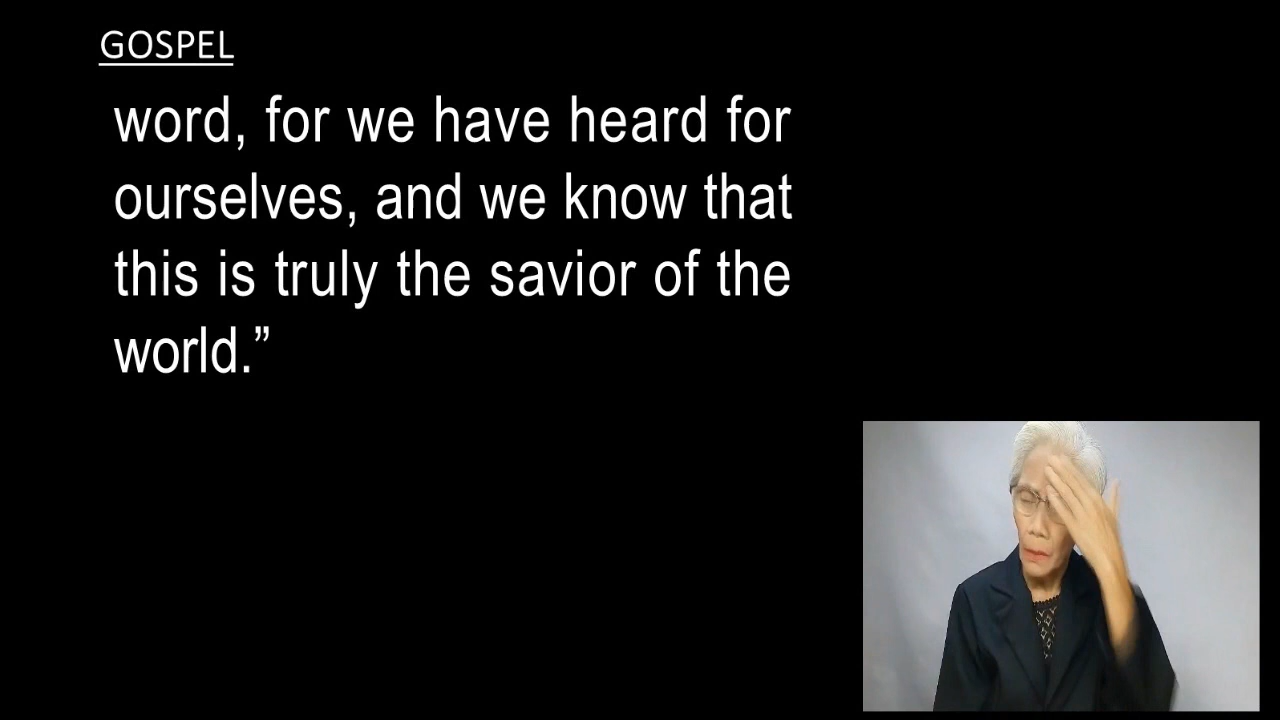 GOSPEL
word, for we have heard for
ourselves, and we know that
this is truly the savior of the
world.”